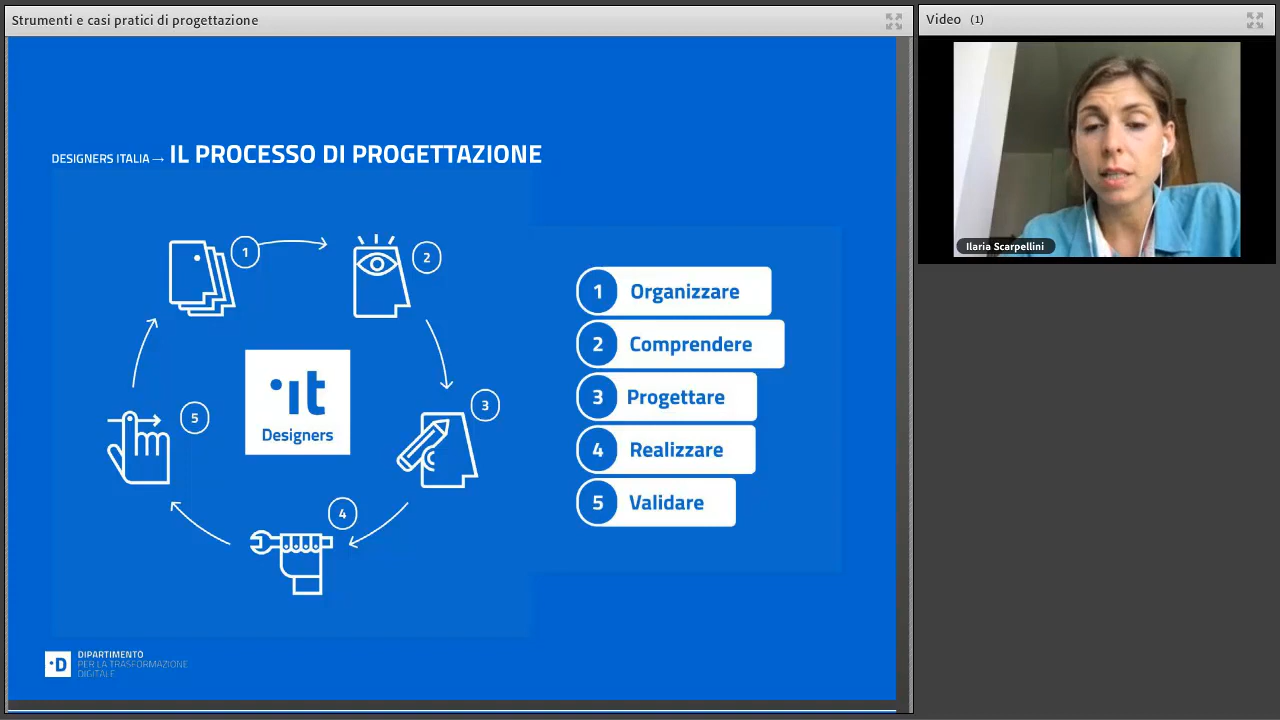 Strumenti e casi pratici di progettazione
DESIGNERS ITALIA → IL PROCESSO DI PROGETTAZIONE
1
2
3
4
5
·it
Designers
1 Organizzare
2 Comprendere
3 Progettare
4 Realizzare
5 Validare
·D
DIPARTIMENTO
PER LA TRASFORMAZIONE
DIGITALE
Video (1)
Ilaria Scarpellini